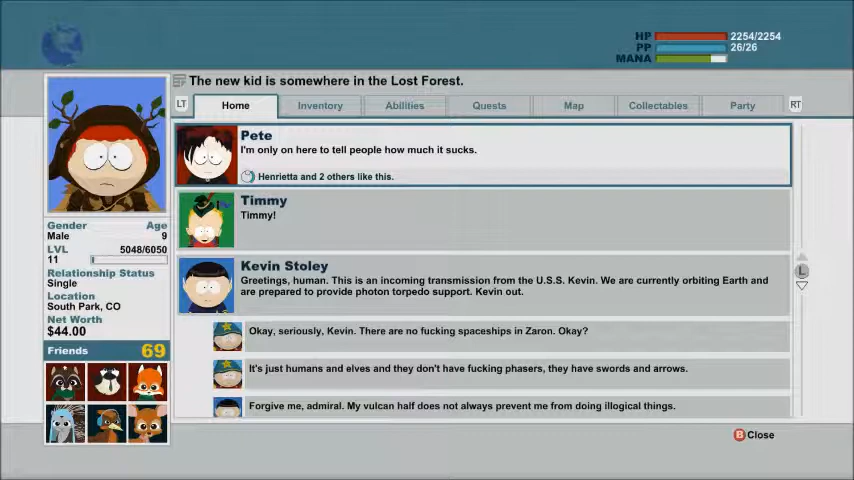 HP 2254/2254
PP 26/26
MANA
The new kid is somewhere in the Lost Forest.
LT Home Inventory Abilities Quests Map Collectables Party RT
Pete
I'm only on here to tell people how much it sucks.
Henrietta and 2 others like this.
Timmy
Timmy!
Gender Age
Male 9
LVL 5048/6050
11
Relationship Status
Single
Location
South Park, CO
Net Worth
$44.00
Friends 69
Kevin Stoley
Greetings, human. This is an incoming transmission from the U.S.S. Kevin. We are currently orbiting Earth and
are prepared to provide photon torpedo support. Kevin out.
L
Okay, seriously, Kevin. There are no fucking spaceships in Zaron. Okay?
It's just humans and elves and they don't have fucking phasers, they have swords and arrows.
Forgive me, admiral. My vulcan half does not always prevent me from doing illogical things.
B Close